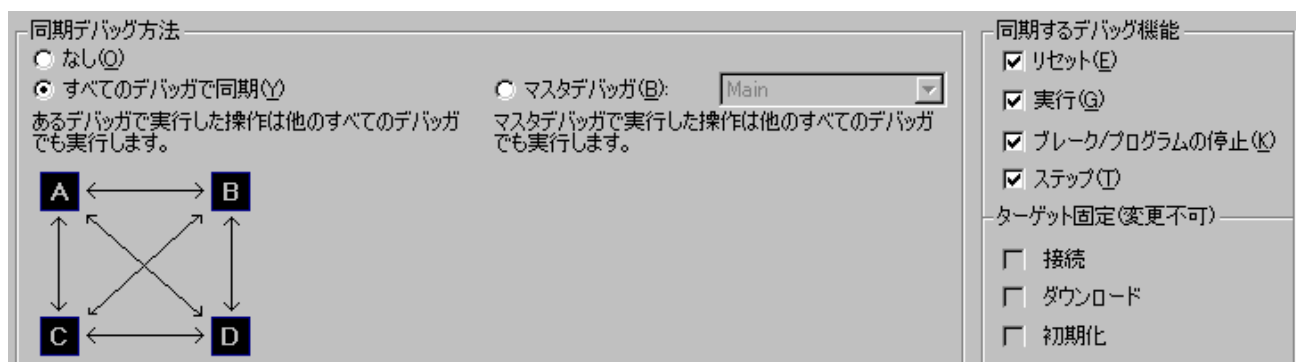 同期デバッグ方法
なし(O)
すべてのデバッガで同期(Y)
あるデバッガで実行した操作は他のすべてのデバッガ
でも実行します。
マスタデバッガ(B):
Main
マスタデバッガで実行した操作は他のすべてのデバッガ
でも実行します。
A
B
C
D
同期するデバッグ機能
リセット(E)
実行(G)
ブレーク/プログラムの停止(K)
ステップ(T)
ターゲット固定(変更不可)
接続
ダウンロード
初期化